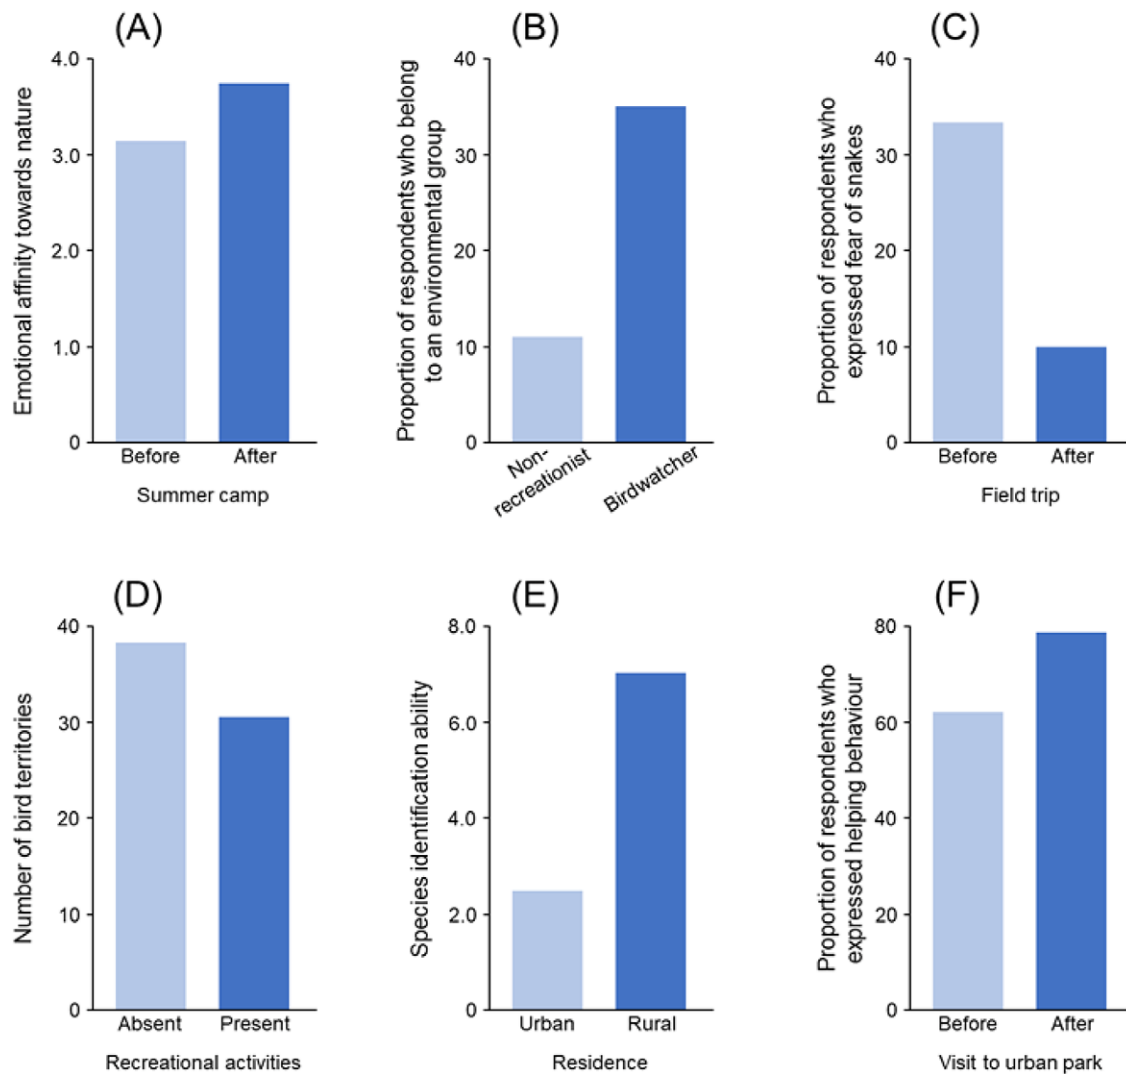 (A)
Emotional affinity towards nature
4.0
3.0
2.0
1.0
0
Before
After
Summer camp
(B)
Proportion of respondents who belong
to an environmental group
40
30
20
10
0
Non-
recreationist
Birdwatcher
(C)
Proportion of respondents who
expressed fear of snakes
40
30
20
10
0
Before
After
Field trip
(D)
Number of bird territories
40
30
20
10
0
Absent
Present
Recreational activities
(E)
Species identification ability
8.0
6.0
4.0
2.0
0
Urban
Rural
Residence
(F)
Proportion of respondents who
expressed helping behaviour
80
60
40
20
0
Before
After
Visit to urban park